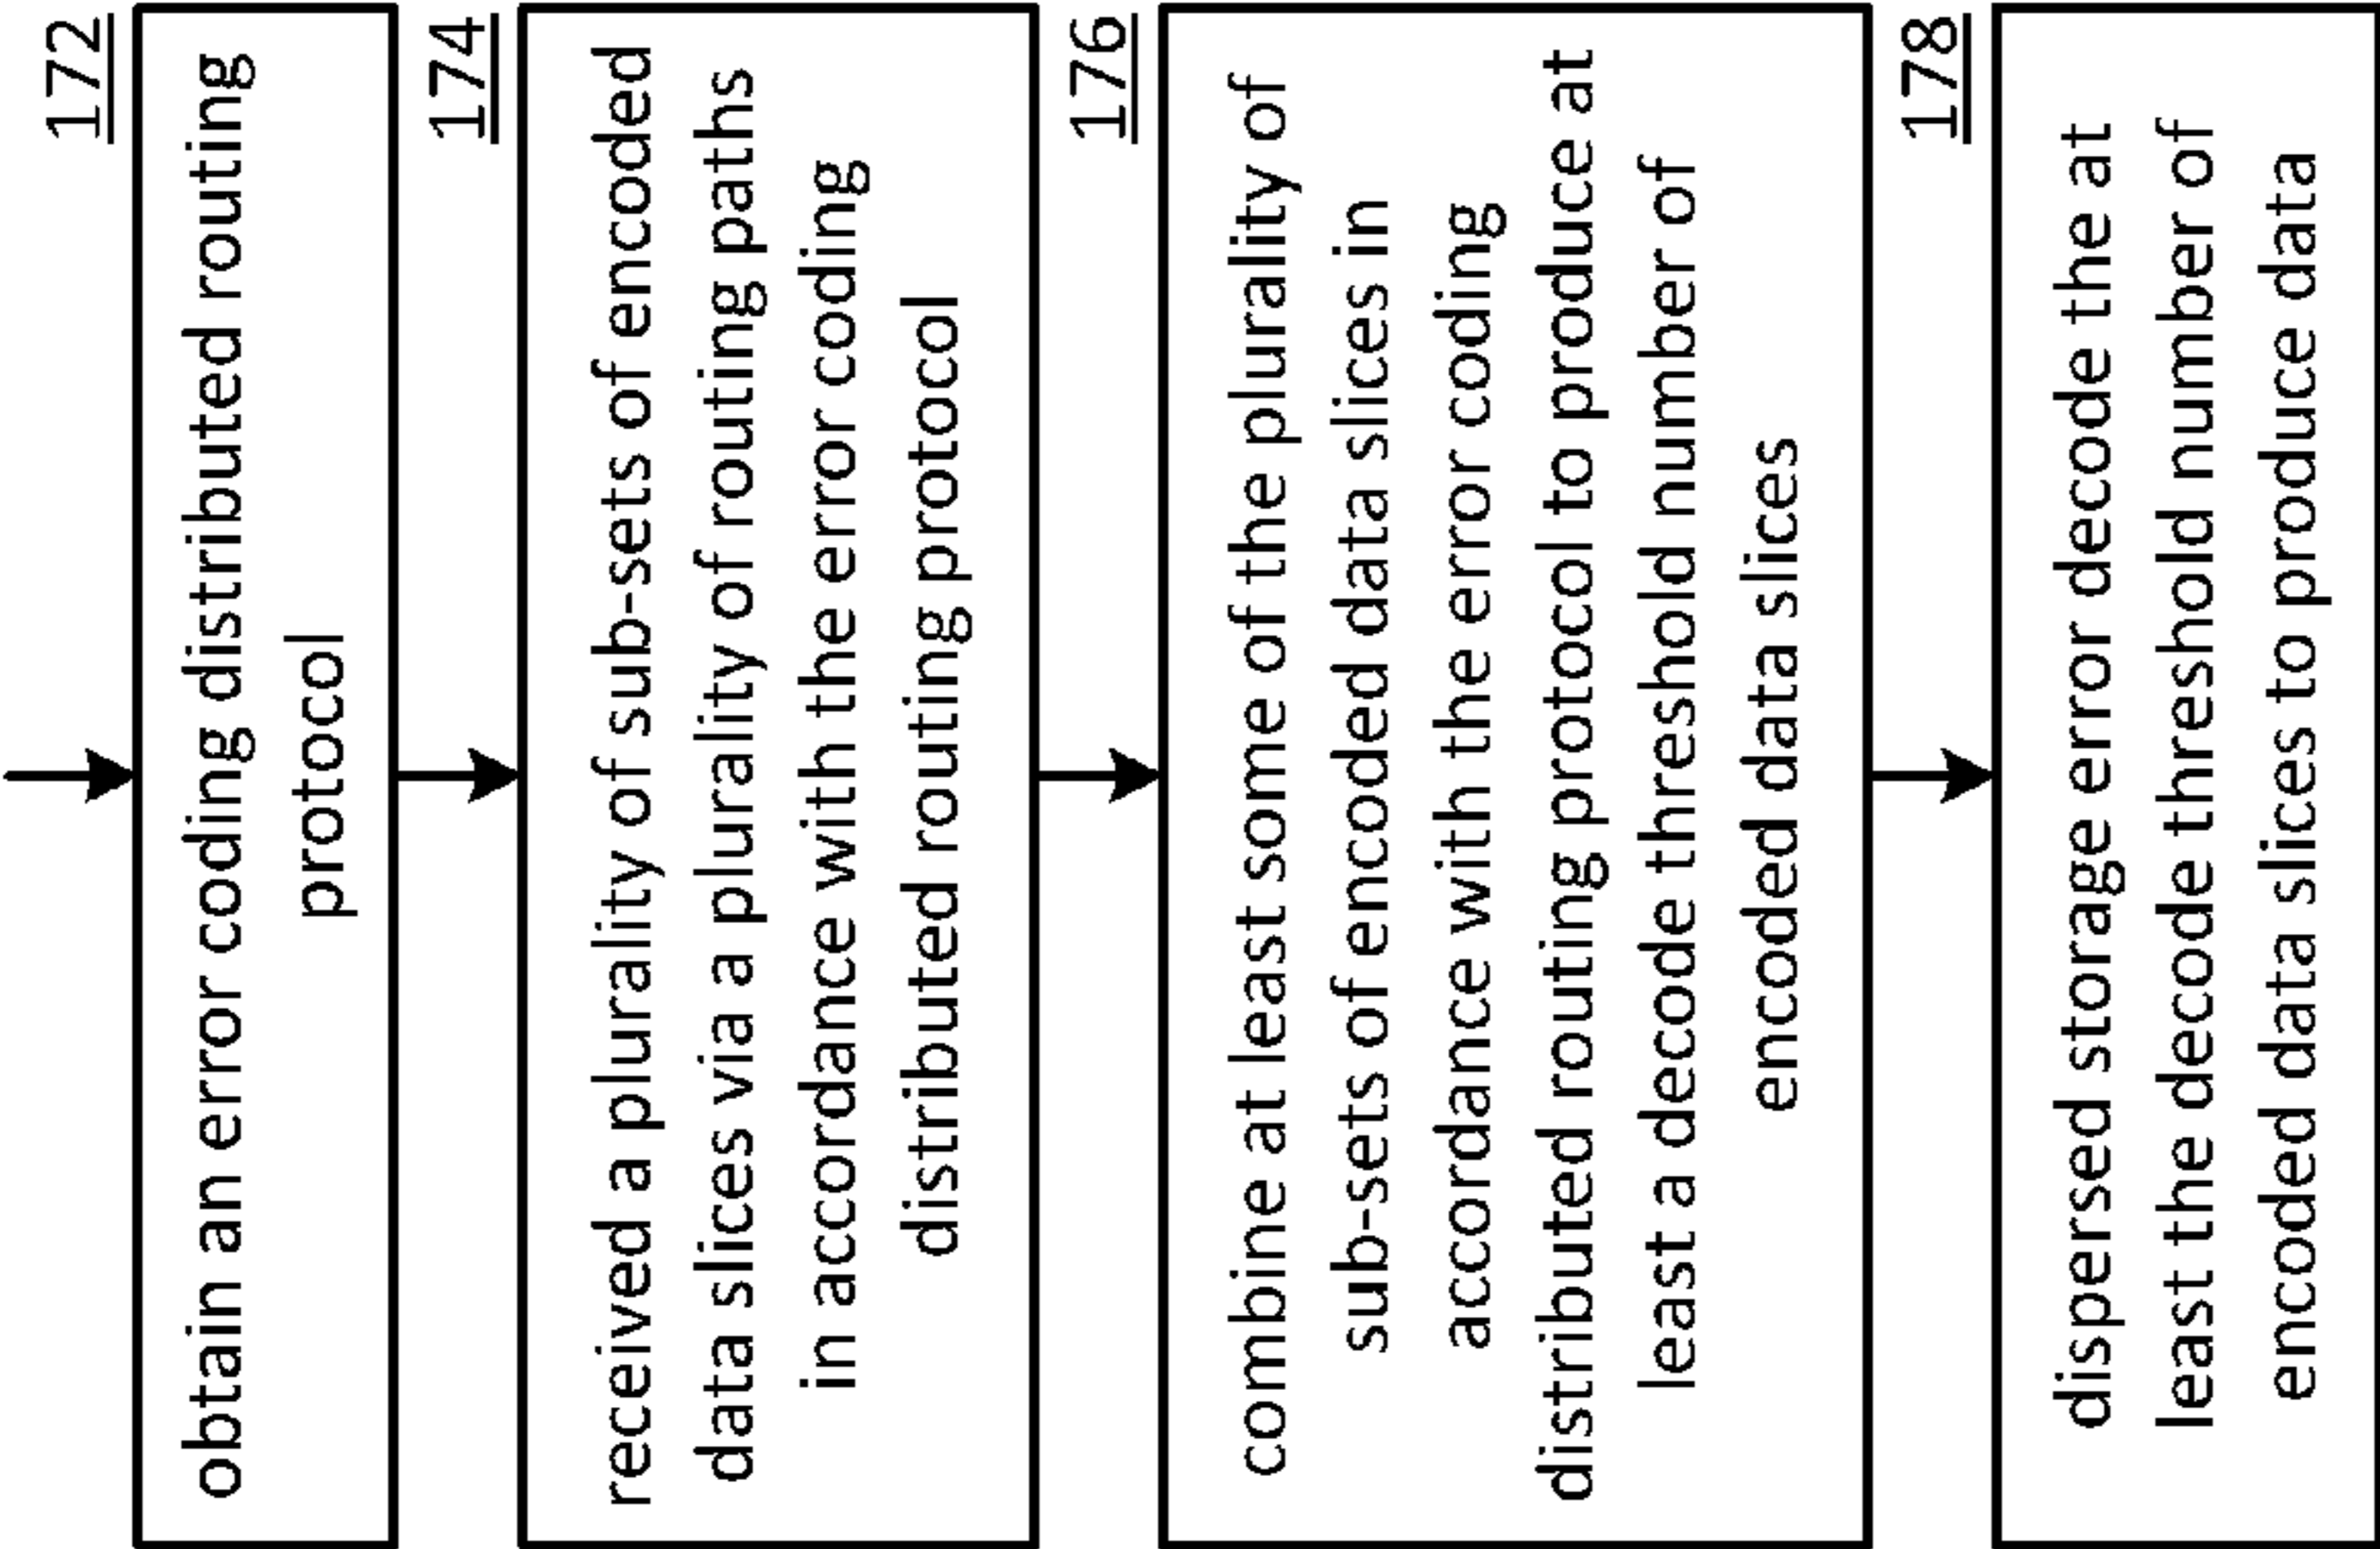 172
obtain an error coding distributed routing
protocol
174
received a plurality of sub-sets of encoded
data slices via a plurality of routing paths
in accordance with the error coding
distributed routing protocol
176
combine at least some of the plurality of
sub-sets of encoded data slices in
accordance with the error coding
distributed routing protocol to produce at
least a decode threshold number of
encoded data slices
178
dispersed storage error decode the at
least the decode threshold number of
encoded data slices to produce data